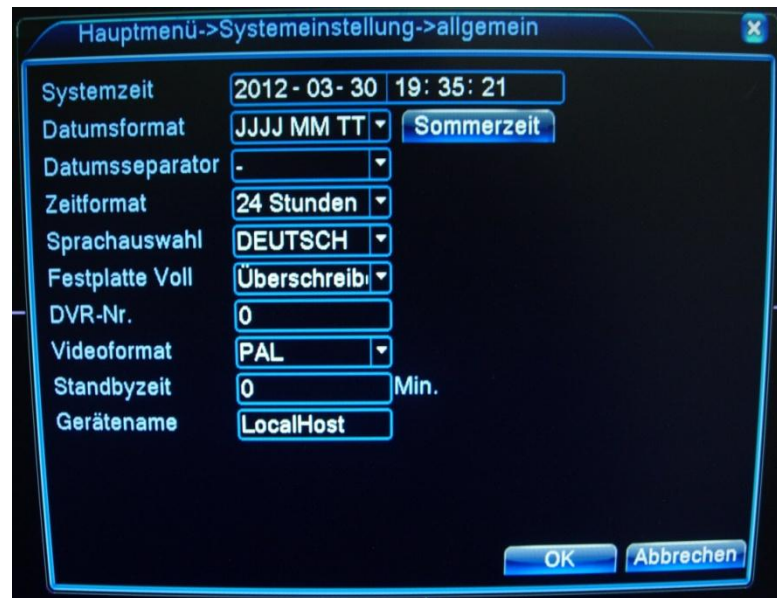 Hauptmenü->Systemeinstellung->allgemein
Systemzeit 2012-03-30 19:35:21
Datumsformat JJJJ MM TT Sommerzeit
Datumsseparator -
Zeitformat 24 Stunden
Sprachauswahl DEUTSCH
Festplatte Voll Überschreib
DVR-Nr. 0
Videoformat PAL
Standbyzeit 0 Min.
Gerätename LocalHost
OK Abbrechen